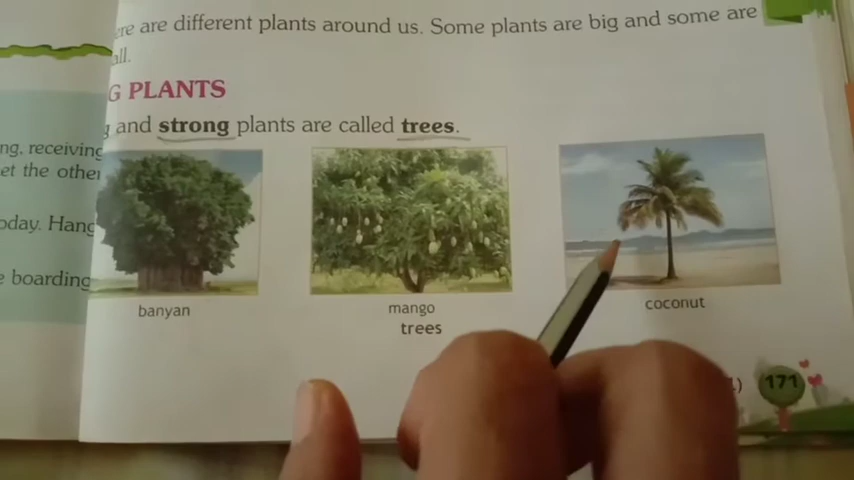 ere are different plants around us. Some plants are big and some are
all.
G PLANTS
g and strong plants are called trees.
ng, receiving
et the other
oday. Hang
e boarding
banyan
mango
coconut
trees
171